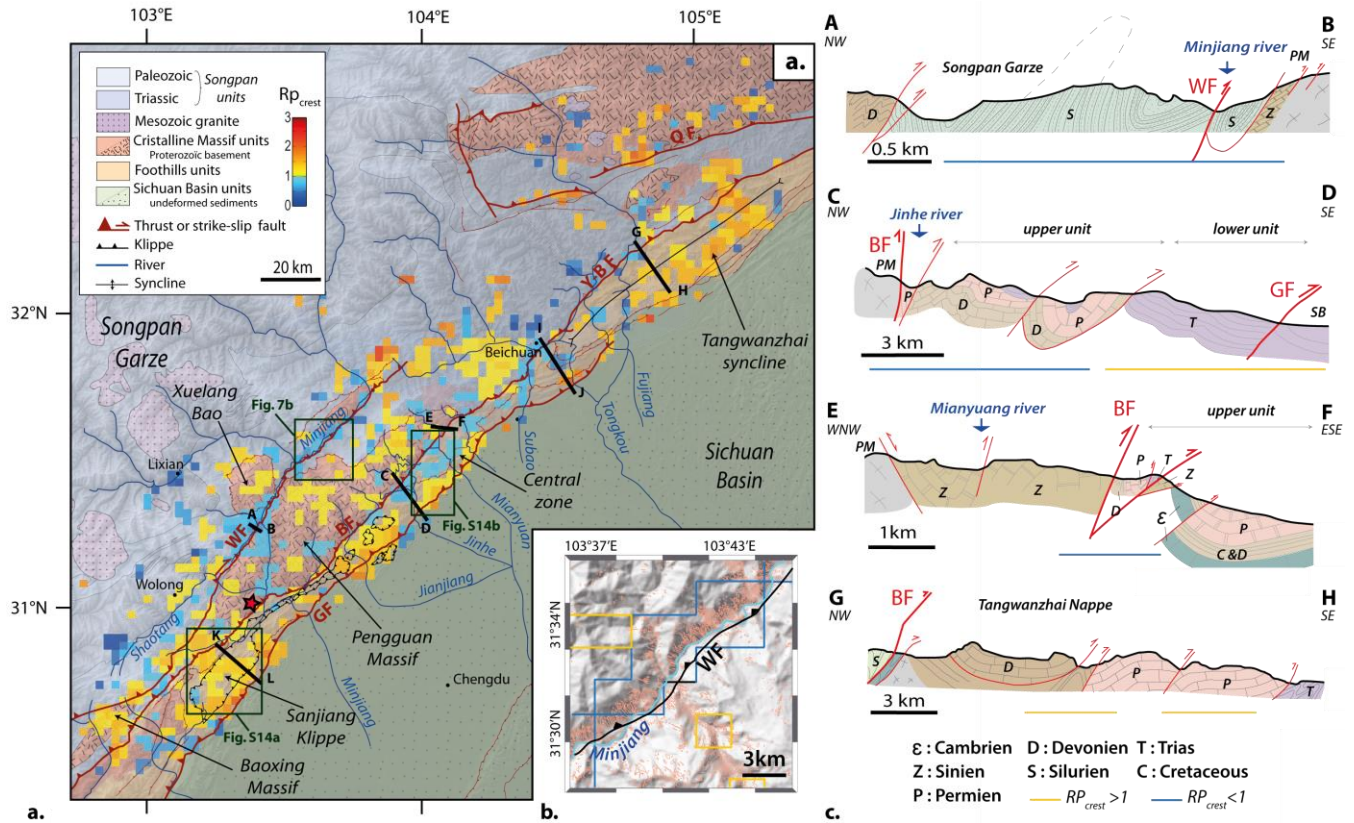 103°E
104°E
105°E
a.
Paleozoic
Triassic
Songpan
units
Mesozoic granite
Cristalline Massif units
Proterozoïc basement
Foothills units
Sichuan Basin units
undeformed sediments
Thrust or strike-slip fault
Klippe
River
Syncline
20 km
Rp crest
3
2
1
0
32°N
31°N
Songpan
Garze
Q F.
Y-B F.
G
H
I
J
Beichuan
Tangwanzhai
syncline
Xuelang
Bao
Fig. 7b
Minjiang
E
F
Lixian
C
D
A
B
WF.
BF.
Central
zone
Fig. S14b
Subao
Tongkou
Fujiang
Sichuan
Basin
Mianyuan
Jinhe
Jianjiang
Wolong
Shaotang
GF
K
L
Pengguan
Massif
Minjiang
Chengdu
Sanjiang
Klippe
Fig. S14a
Baoxing
Massif
a.
103°37'E
103°43'E
31°34'N
31°30'N
WF
Minjiang
3km
b.
A
NW
B
SE
Songpan Garze
Minjiang river
WF
PM
D
S
S
Z
0.5 km
C
NW
D
SE
Jinhe river
upper unit
lower unit
BF
PM
P
D
P
D
P
T
GF
SB
3 km
E
WNW
F
ESE
Mianyuang river
BF
upper unit
PM
Z
Z
P
T
Z
D
Ɛ
P
C &D
1km
G
NW
H
SE
BF
Tangwanzhai Nappe
S
D
P
P
T
3 km
Ɛ : Cambrien D : Devonien T : Trias
Z : Sinien S : Silurien C : Cretaceous
P : Permien RP crest >1 RP crest <1
c.